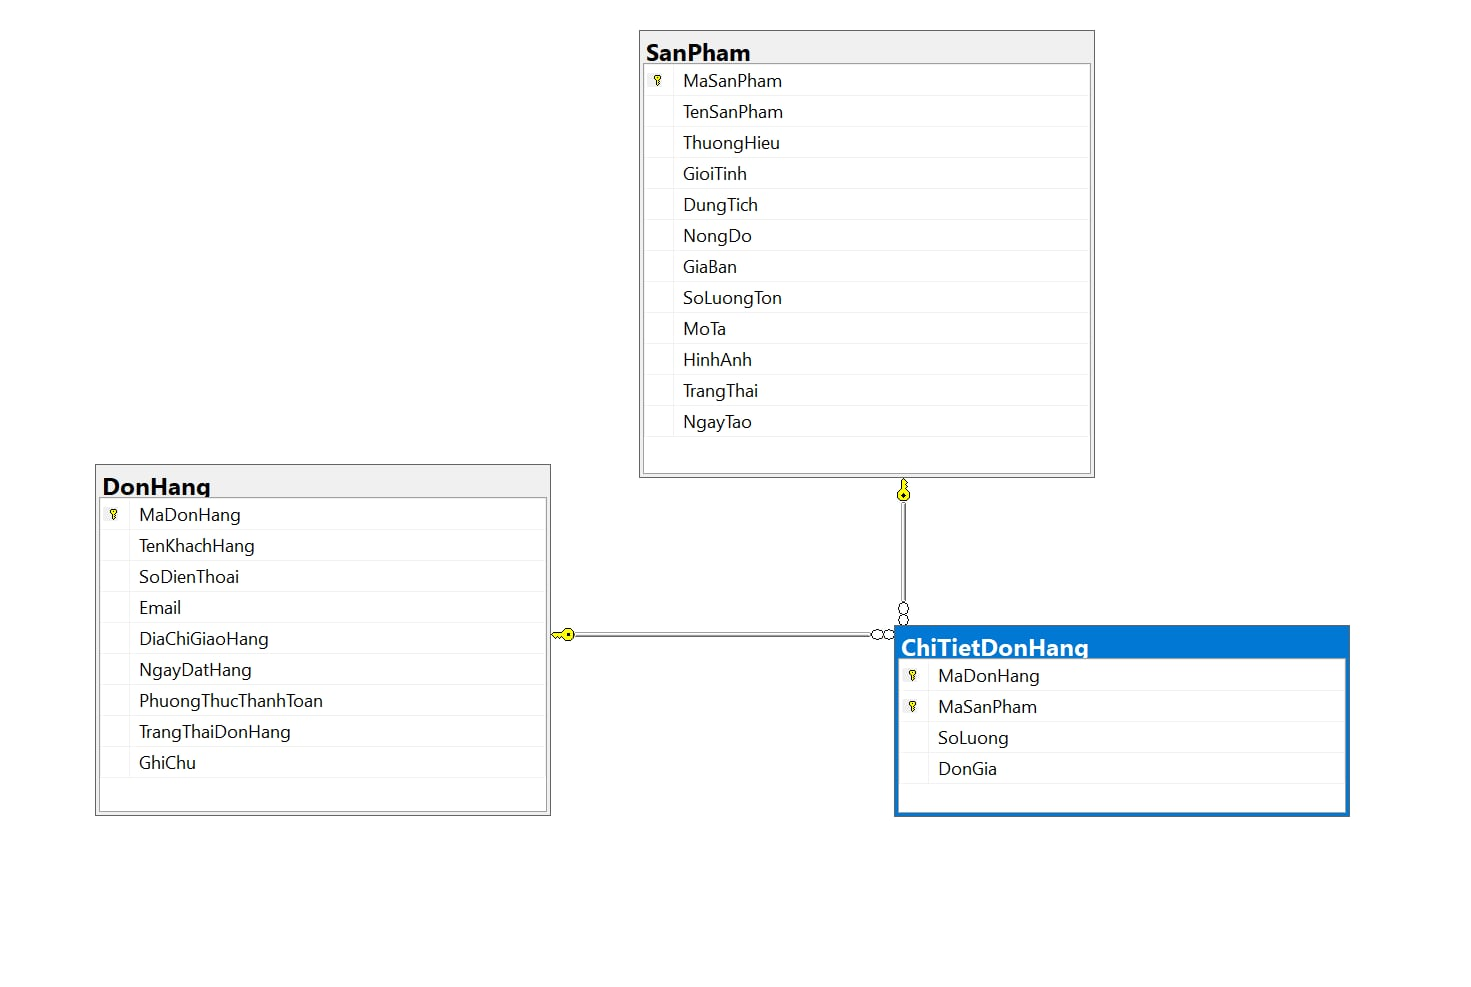 SanPham
MaSanPham
TenSanPham
ThuongHieu
GioiTinh
DungTich
NongDo
GiaBan
SoLuongTon
MoTa
HinhAnh
TrangThai
NgayTao
DonHang
MaDonHang
TenKhachHang
SoDienThoai
Email
DiaChiGiaoHang
NgayDatHang
PhuongThucThanhToan
TrangThaiDonHang
GhiChu
ChiTietDonHang
MaDonHang
MaSanPham
SoLuong
DonGia